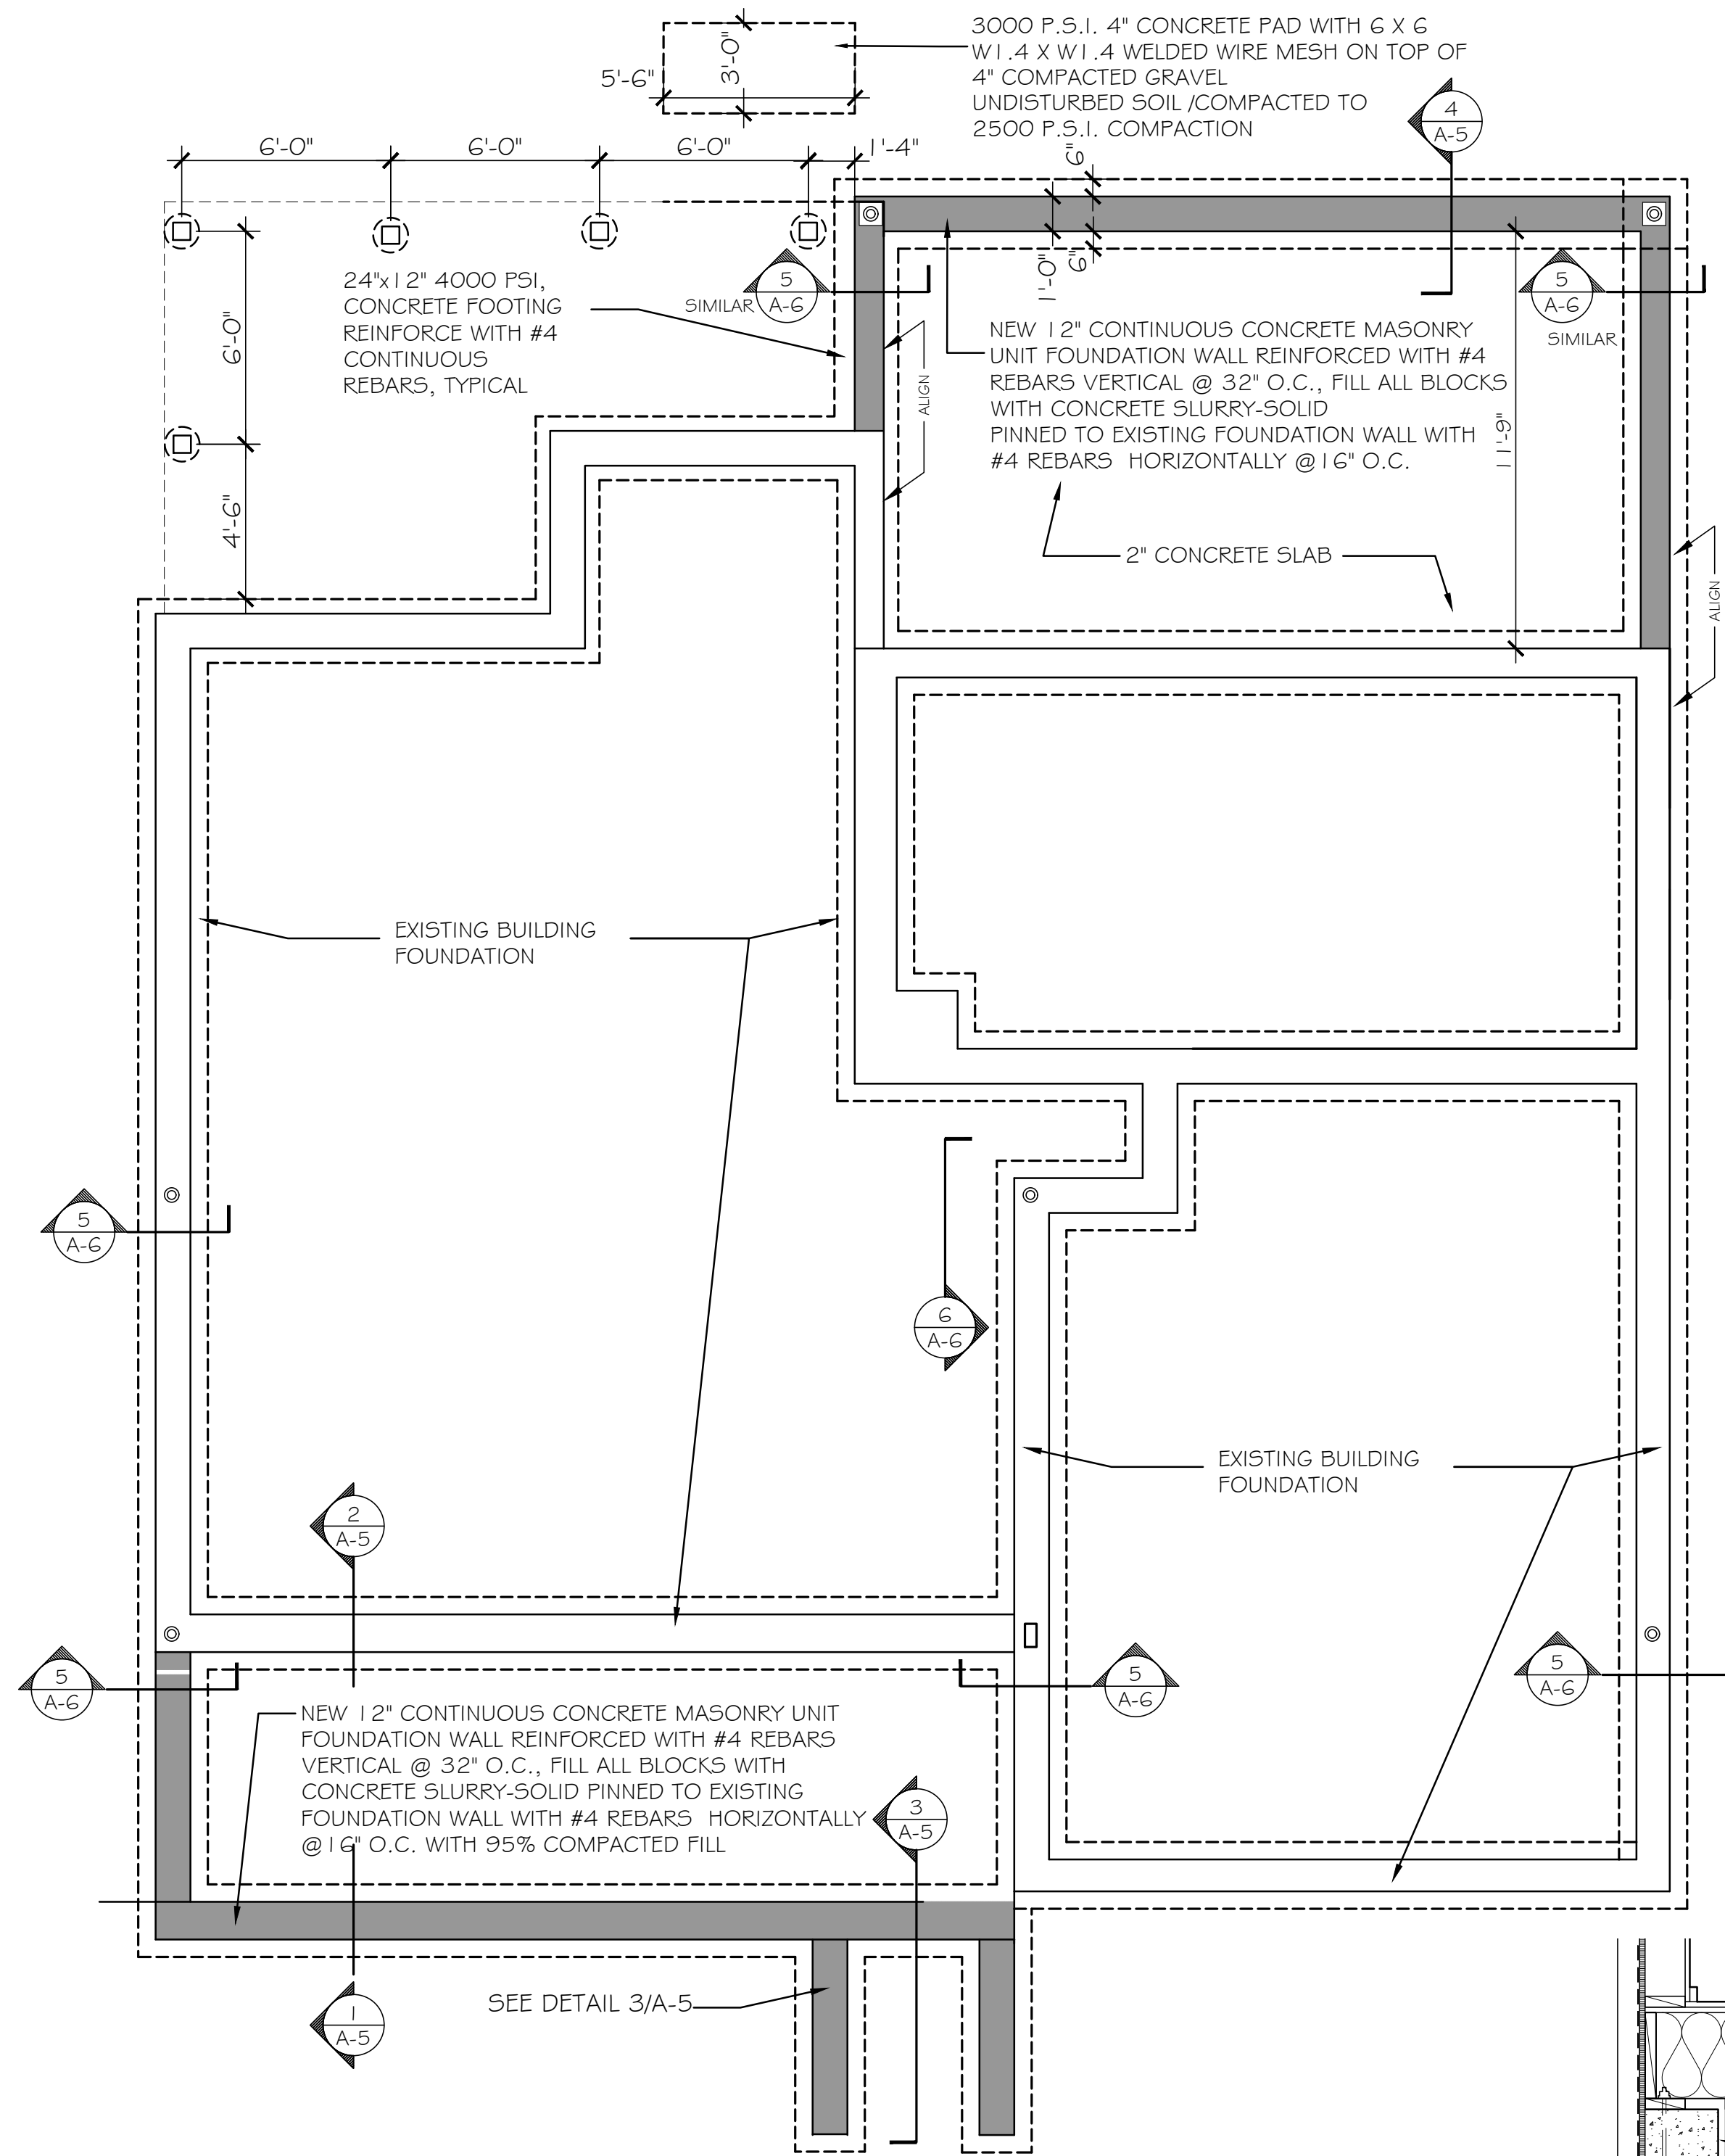 3000 P.S.I. 4" CONCRETE PAD WITH 6 X 6
W1.4 X W1.4 WELDED WIRE MESH ON TOP OF
4" COMPACTED GRAVEL
UNDISTURBED SOIL /COMPACTED TO
2500 P.S.I. COMPACTION
3'-0"
5'-6"
4
A-5
6'-0"
6'-0"
6'-0"
1'-4"
6"
1'-0"
6"
24"x12" 4000 PSI,
CONCRETE FOOTING
REINFORCE WITH #4
CONTINUOUS
REBARS, TYPICAL
SIMILAR
5
A-6
5
A-6
SIMILAR
6'-0"
4'-6"
ALIGN
NEW 12" CONTINUOUS CONCRETE MASONRY
UNIT FOUNDATION WALL REINFORCED WITH #4
REBARS VERTICAL @ 32" O.C., FILL ALL BLOCKS
WITH CONCRETE SLURRY-SOLID
PINNED TO EXISTING FOUNDATION WALL WITH
#4 REBARS HORIZONTALLY @16" O.C.
11'-9"
2" CONCRETE SLAB
ALIGN
EXISTING BUILDING
FOUNDATION
5
A-6
6
A-6
EXISTING BUILDING
FOUNDATION
2
A-5
5
A-6
5
A-6
5
A-6
NEW 12" CONTINUOUS CONCRETE MASONRY UNIT
FOUNDATION WALL REINFORCED WITH #4 REBARS
VERTICAL @ 32" O.C., FILL ALL BLOCKS WITH
CONCRETE SLURRY-SOLID PINNED TO EXISTING
FOUNDATION WALL WITH #4 REBARS HORIZONTALLY
@16" O.C. WITH 95% COMPACTED FILL
3
A-5
SEE DETAIL 3/A-5
1
A-5